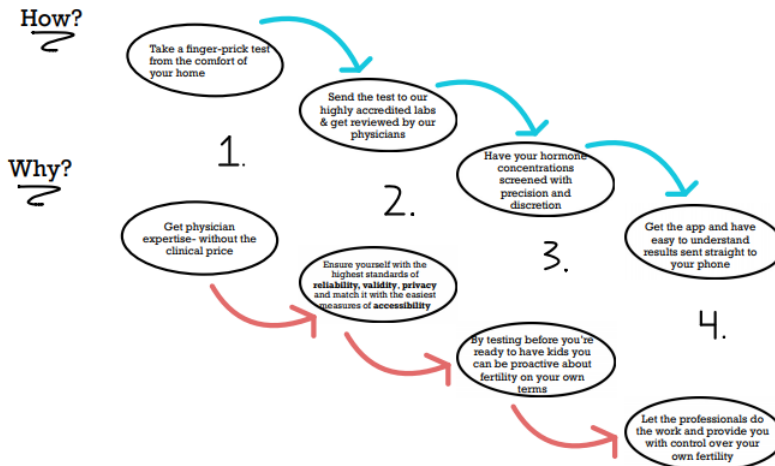 How?
Take a finger-prick test
from the comfort of
your home
Send the test to our
highly accredited labs
& get reviewed by our
physicians
Have your hormone
concentrations
screened with
precision and
discretion
Get the app and have
easy to understand
results sent straight to
your phone
1.
2.
3.
4.
Why?
Get physician
expertise- without the
clinical price
Ensure yourself with the
highest standards of
reliability, validity, privacy
and match it with the easiest
measures of accessibility
By testing before you're
ready to have kids you
can be proactive about
fertility on your own
terms
Let the professionals do
the work and provide you
with control over your
own fertility